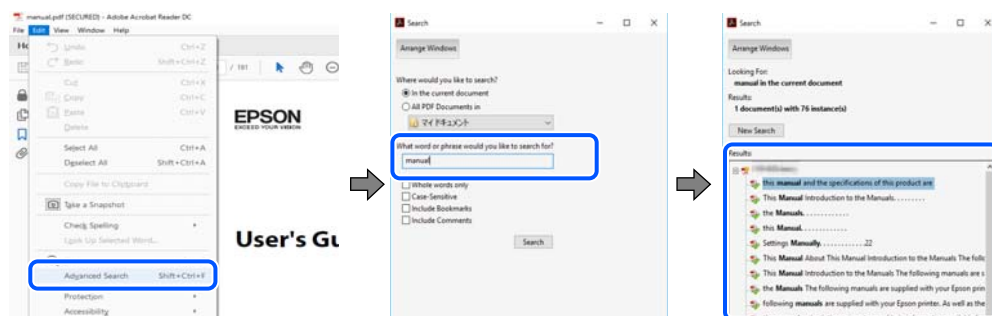 manual.pdf (SECURED) - Adobe Acrobat Reader DC
File Edit View Window Help
Undo Ctrl+Z
Redo Shift+Ctrl+Z
Cut Ctrl+X
Copy Ctrl+C
Paste Ctrl+V
Delete
Select All Ctrl+A
Deselect All Shift+Ctrl+A
Copy File to Clipboard
Take a Snapshot
Check Spelling
Look Up Selected Word...
Advanced Search Shift+Ctrl+F
Protection
Accessibility
/ 181
EPSON
EXCEED YOUR VISION
User's Gu
Search
Arrange Windows
Where would you like to search?
In the current document
All PDF Documents in
マイ ドキュメント
What word or phrase would you like to search for?
manual
Whole words only
Case-Sensitive
Include Bookmarks
Include Comments
Search
Search
Arrange Windows
Looking For:
manual in the current document
Results:
1 document(s) with 76 instance(s)
New Search
Results:
this manual and the specifications of this product are
This Manual Introduction to the Manuals. . . . . . . . .
the Manuals. . . . . . . . . . . .
this Manual. . . . . . . . . . . .
Settings Manually. . . . . . . . . . . . 22
This Manual About This Manual Introduction to the Manuals The follo
This Manual Introduction to the Manuals The following manuals are s
the Manuals The following manuals are supplied with your Epson prin
following manuals are supplied with your Epson printer. As well as the